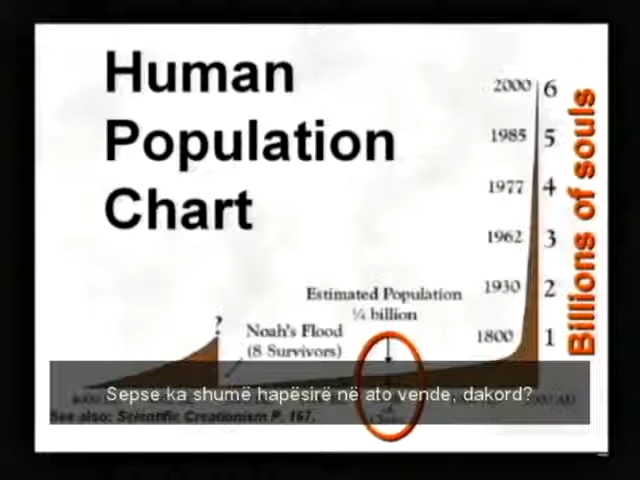 Human
Population
Chart
2000 6
1985 5
1977 4
1962 3
1930 2
1800 1
Billions of souls
Estimated Population
¼ billion
?
Noah's Flood
(8 Survivors)
Sepse ka shumë hapësirë në ato vende, dakord?
See also: Scientific Creationism P. 167.